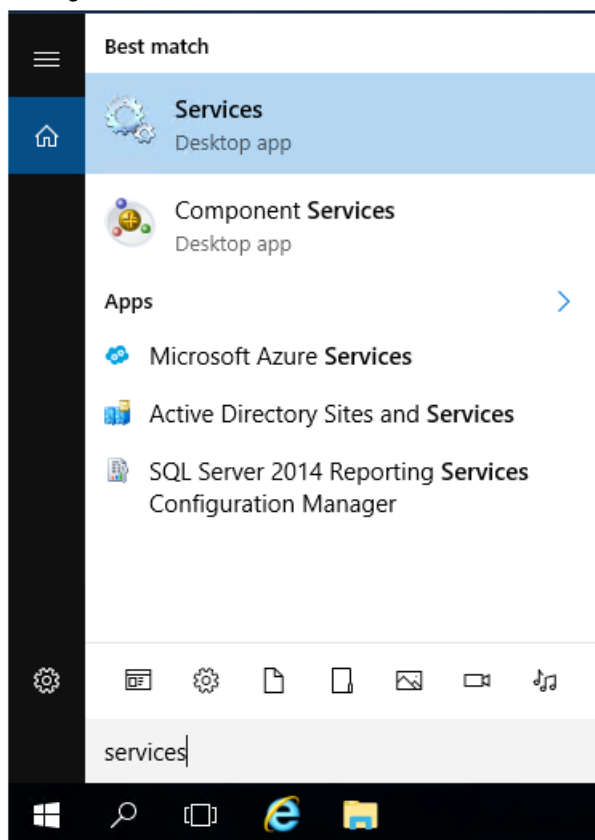 Best match
Services
Desktop app
Component Services
Desktop app
Apps
Microsoft Azure Services
Active Directory Sites and Services
SQL Server 2014 Reporting Services
Configuration Manager
services